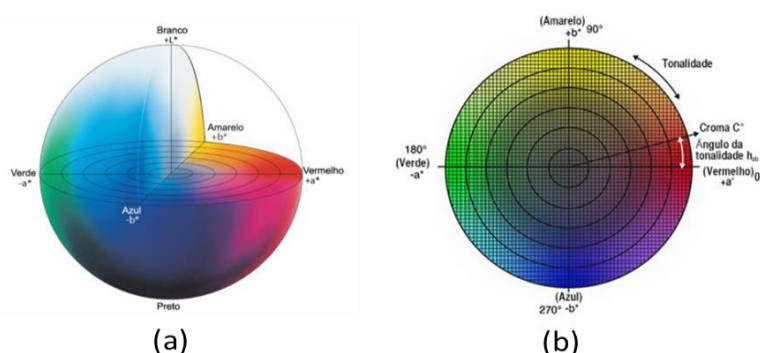 Branco
+L*
Amarelo
+b*
Verde
-a*
Vermelho
+a*
Azul
-b*
Preto
(a)
(Amarelo)
+b* 90°
Tonalidade
Croma C*
Ângulo da
tonalidade hab
180°
(Verde)
-a*
(Vermelho) 0
+a*
(Azul)
270° -b*
(b)